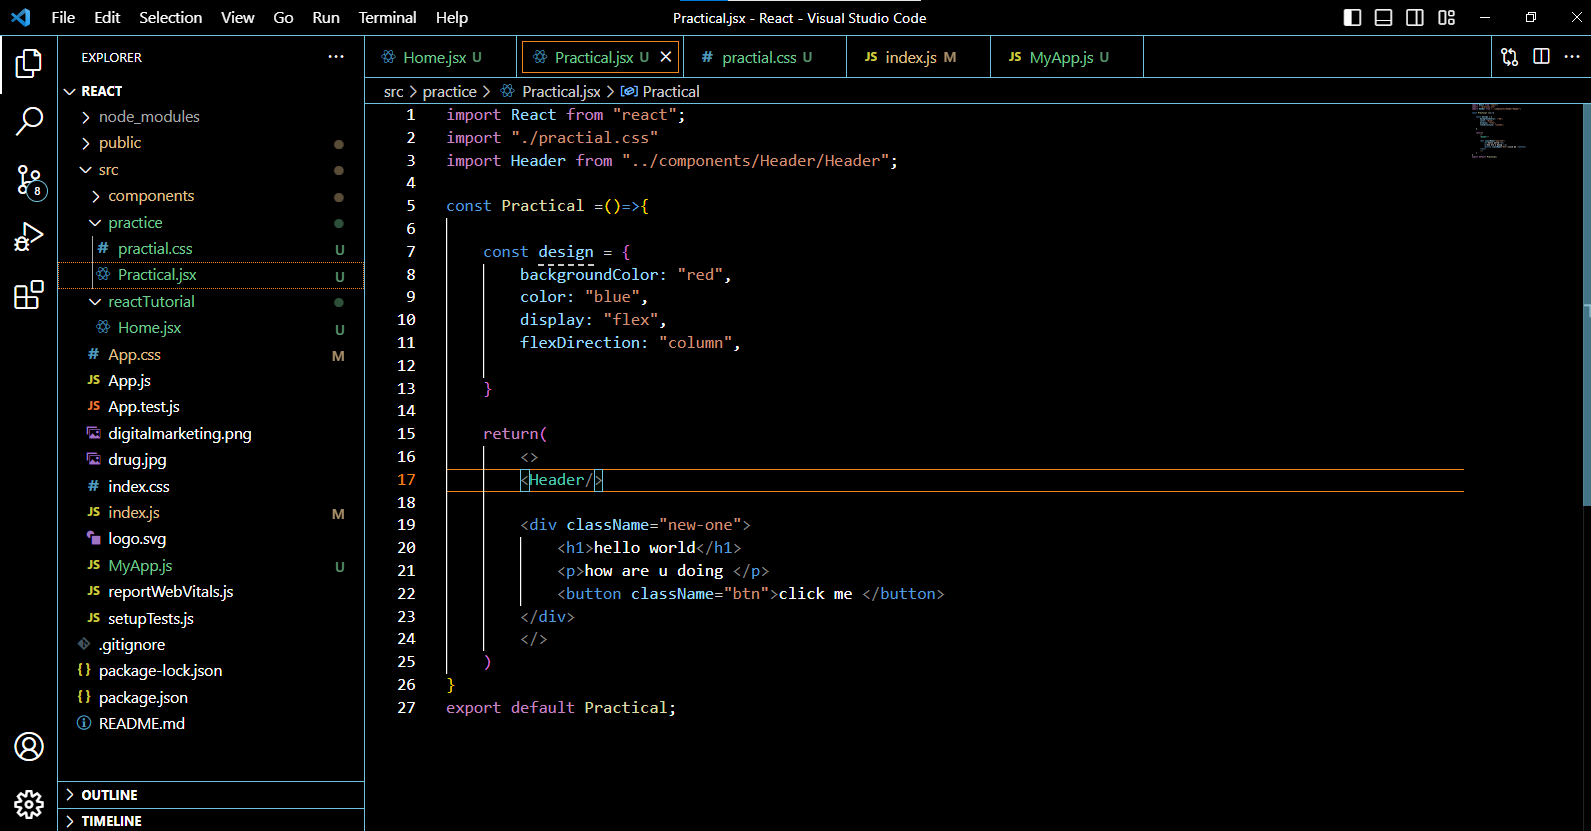 File Edit Selection View Go Run Terminal Help
Practical.jsx - React - Visual Studio Code
EXPLORER
REACT
node_modules
public
src
components
practice
# practial.css U
Practical.jsx U
reactTutorial
Home.jsx U
# App.css M
JS App.js
JS App.test.js
digitalmarketing.png
drug.jpg
# index.css
JS index.js M
logo.svg
JS MyApp.js U
JS reportWebVitals.js
JS setupTests.js
.gitignore
{} package-lock.json
{} package.json
README.md
OUTLINE
TIMELINE
8
Home.jsx U Practical.jsx U # practial.css U JS index.js M JS MyApp.js U
src > practice > Practical.jsx > Practical
1 import React from "react";
2 import "./practial.css"
3 import Header from "../components/Header/Header";
4
5 const Practical =()=>{
6
7 const design = {
8 backgroundColor: "red",
9 color: "blue",
10 display: "flex",
11 flexDirection: "column",
12
13 }
14
15 return(
16 <>
17 <Header/>
18
19 <div className="new-one">
20 <h1>hello world</h1>
21 <p>how are u doing </p>
22 <button className="btn">click me </button>
23 </div>
24 </>
25 )
26 }
27 export default Practical;